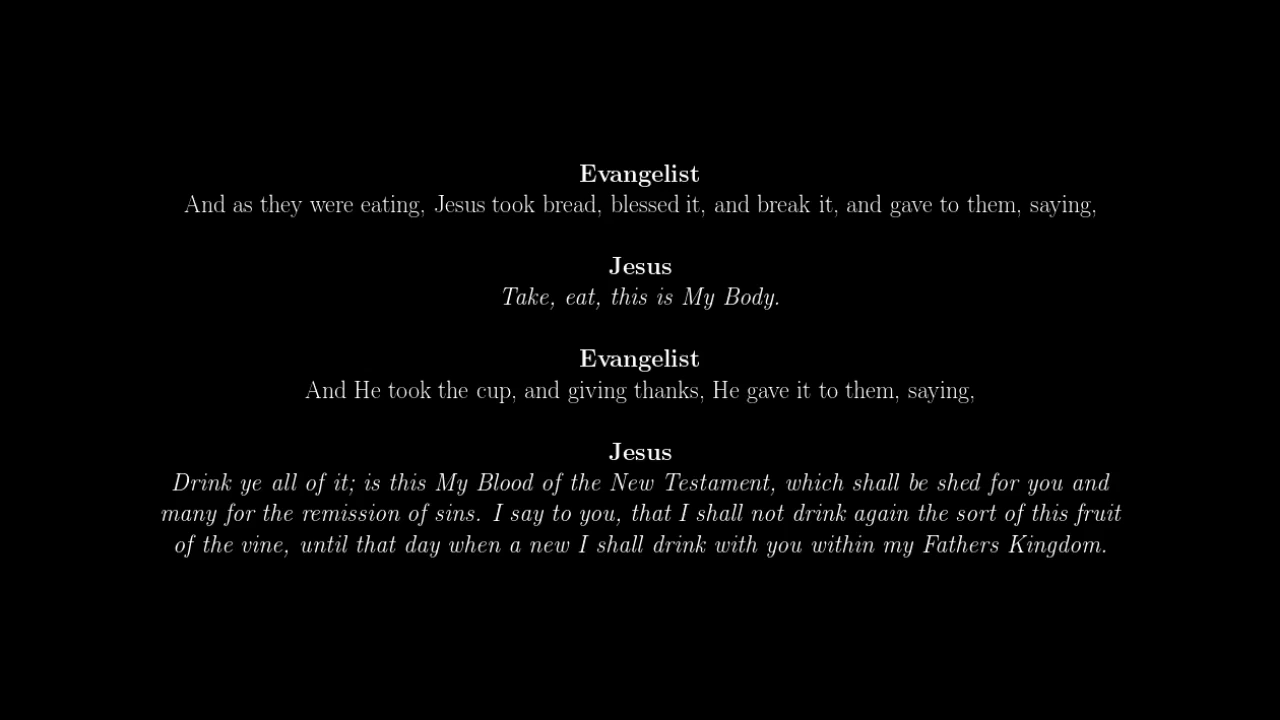 Evangelist
And as they were eating, Jesus took bread, blessed it, and break it, and gave to them, saying,
Jesus
Take, eat, this is My Body.
Evangelist
And He took the cup, and giving thanks, He gave it to them, saying,
Jesus
Drink ye all of it; is this My Blood of the New Testament, which shall be shed for you and
many for the remission of sins. I say to you, that I shall not drink again the sort of this fruit
of the vine, until that day when a new I shall drink with you within my Fathers Kingdom.